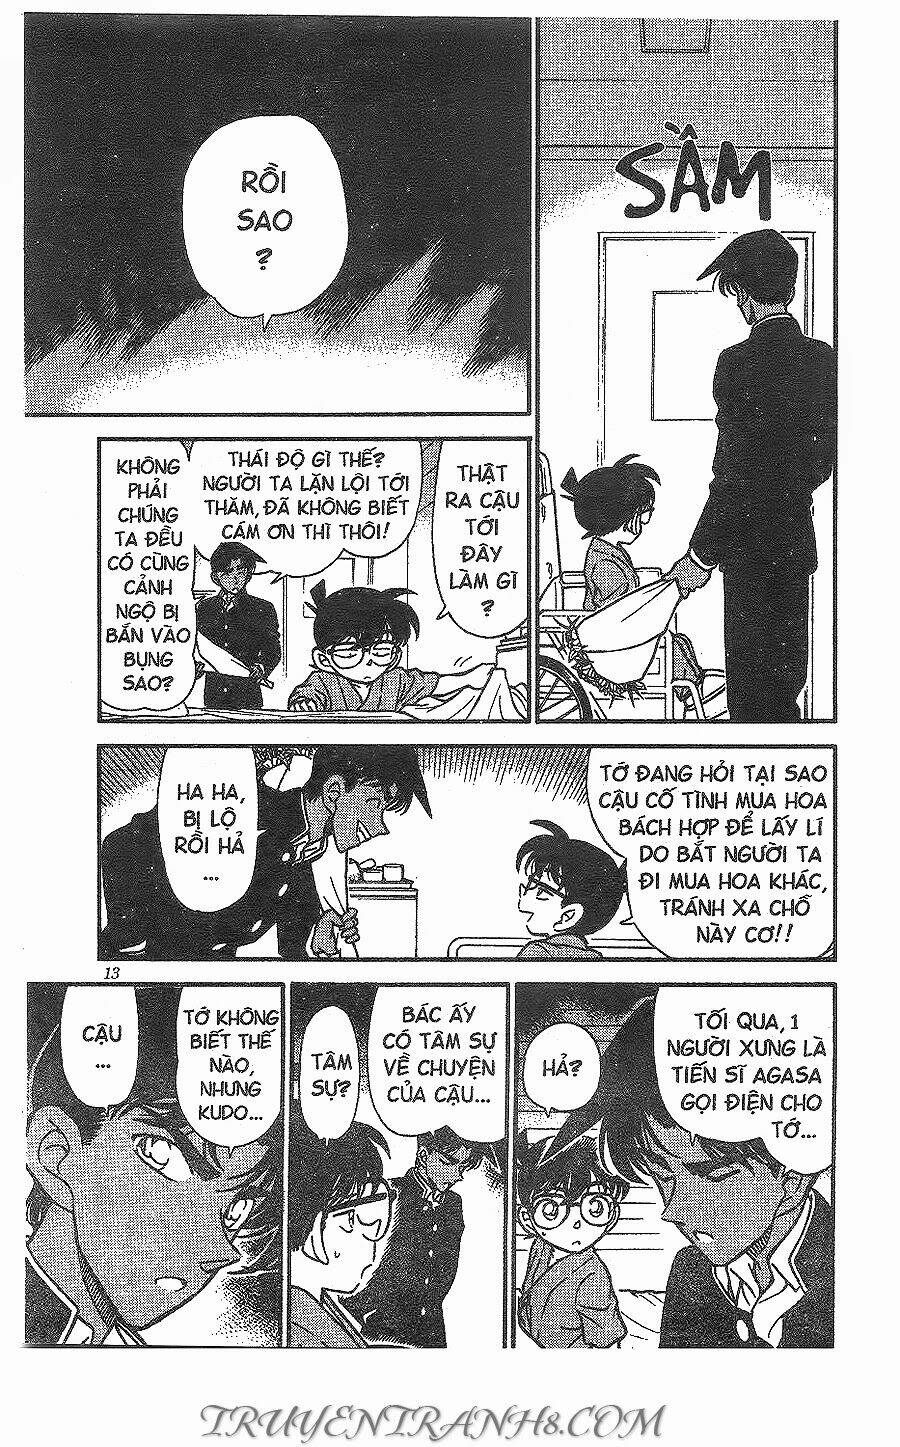 SẦM
RỒI
SAO
?
THẬT
RA CẬU
TỚI
ĐÂY
LÀM GÌ
?
THÁI ĐỘ GÌ THẾ?
NGƯỜI TA LẶN LỘI TỚI
THĂM, ĐÃ KHÔNG BIẾT
CÁM ƠN THÌ THÔI!
KHÔNG
PHẢI
CHÚNG
TA ĐỀU
CÓ CÙNG
CẢNH
NGỘ BỊ
BẮN VÀO
BỤNG
SAO?
TỚ ĐANG HỎI TẠI SAO
CẬU CỐ TÌNH MUA HOA
BÁCH HỢP ĐỂ LẤY LÍ
DO BẮT NGƯỜI TA
ĐI MUA HOA KHÁC,
TRÁNH XA CHỖ
NÀY CƠ!!
HA HA,
BỊ LỘ
RỒI HẢ
...
13
TỐI QUA, 1
NGƯỜI XƯNG LÀ
TIẾN SĨ AGASA
GỌI ĐIỆN CHO
TỚ...
HẢ?
BÁC ẤY
CÓ TÂM SỰ
VỀ CHUYỆN
CỦA CẬU...
TÂM
SỰ?
TỚ KHÔNG
BIẾT THẾ
NÀO,
NHƯNG
KUDO...
CẬU
...
TRUYENTRANH8.COM